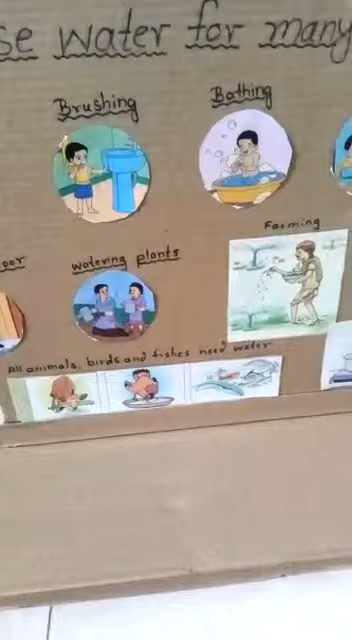 se water for many
Brushing
Bathing
Farming
oor
watering plants
All animals, birds and fishes need water